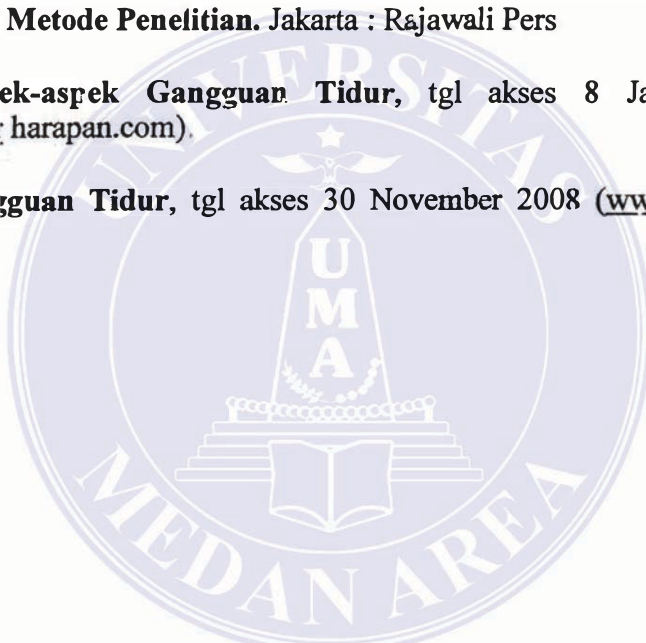 Metode Penelitian. Jakarta : Rajawali Pers
ek-aspek Gangguan Tidur, tgl akses 8 Ja
harapan.com).
gguan Tidur, tgl akses 30 November 2008 (ww
UNIVERSITAS
UMA
MEDAN AREA